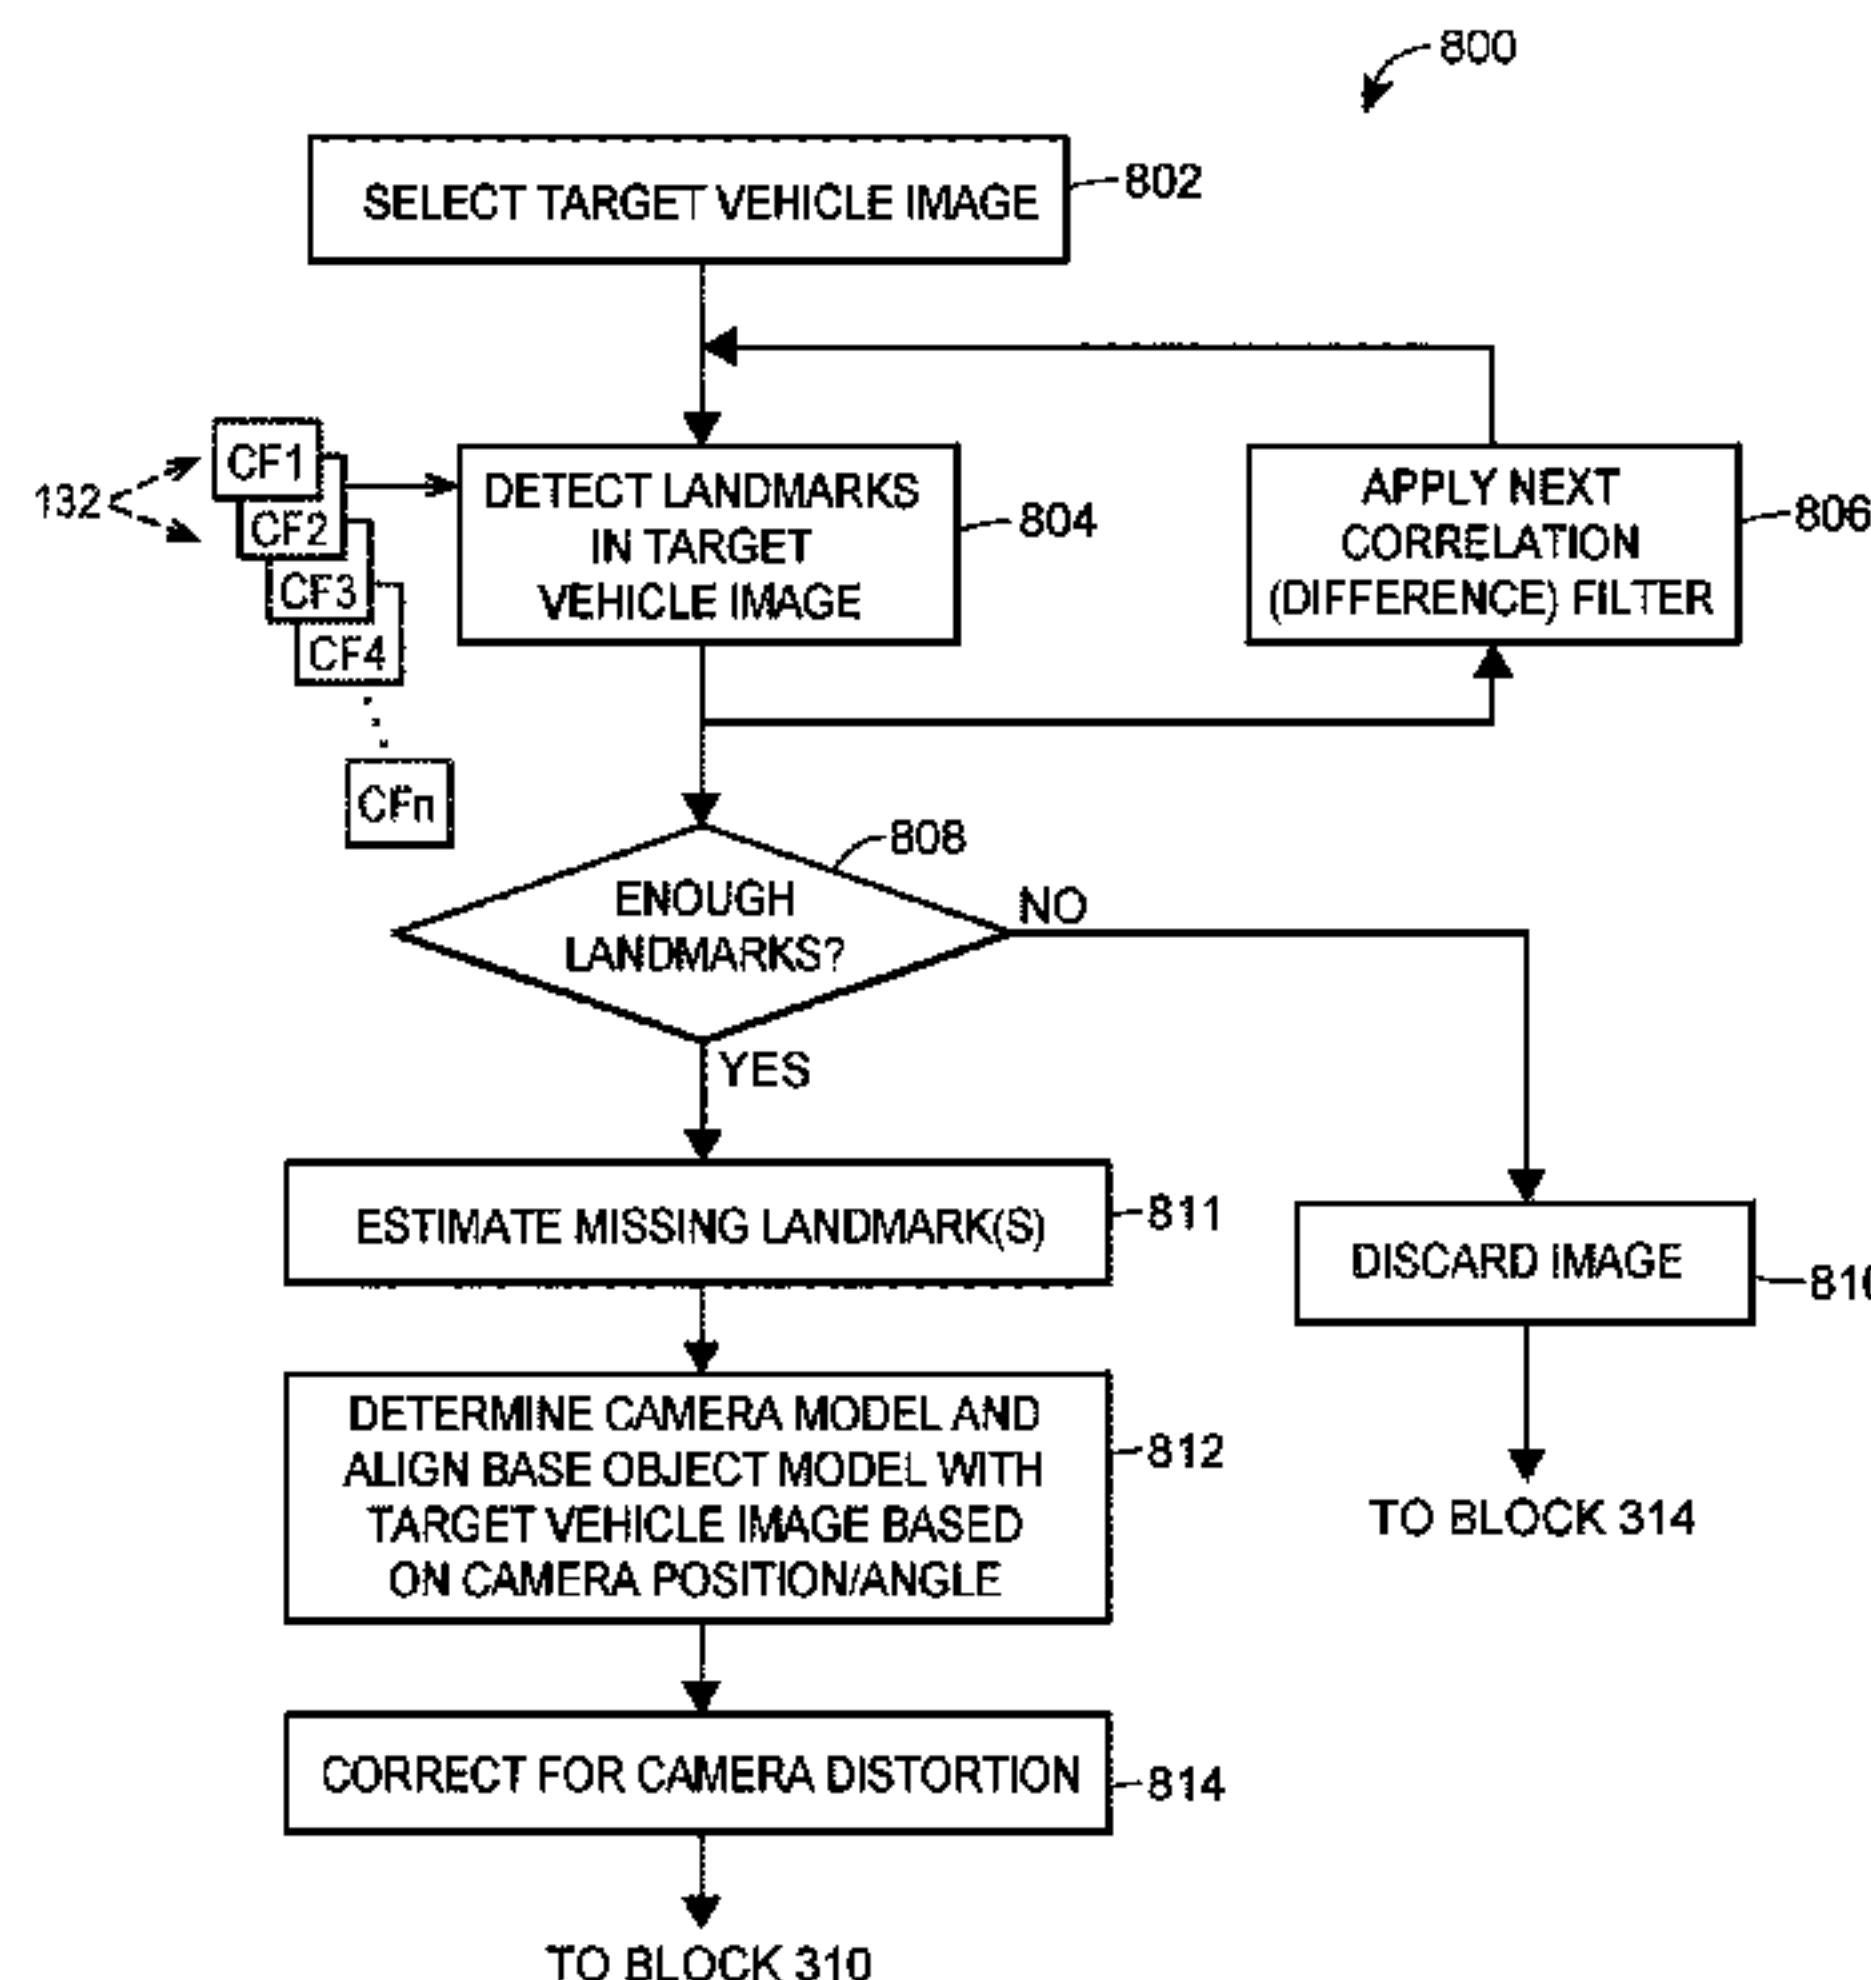 800
SELECT TARGET VEHICLE IMAGE
802
132
CF1
CF2
CF3
CF4
CFn
DETECT LANDMARKS
IN TARGET
VEHICLE IMAGE
804
APPLY NEXT
CORRELATION
(DIFFERENCE) FILTER
806
808
ENOUGH
LANDMARKS?
NO
YES
ESTIMATE MISSING LANDMARK(S)
811
DISCARD IMAGE
810
TO BLOCK 314
DETERMINE CAMERA MODEL AND
ALIGN BASE OBJECT MODEL WITH
TARGET VEHICLE IMAGE BASED
ON CAMERA POSITION/ANGLE
812
CORRECT FOR CAMERA DISTORTION
814
TO BLOCK 310